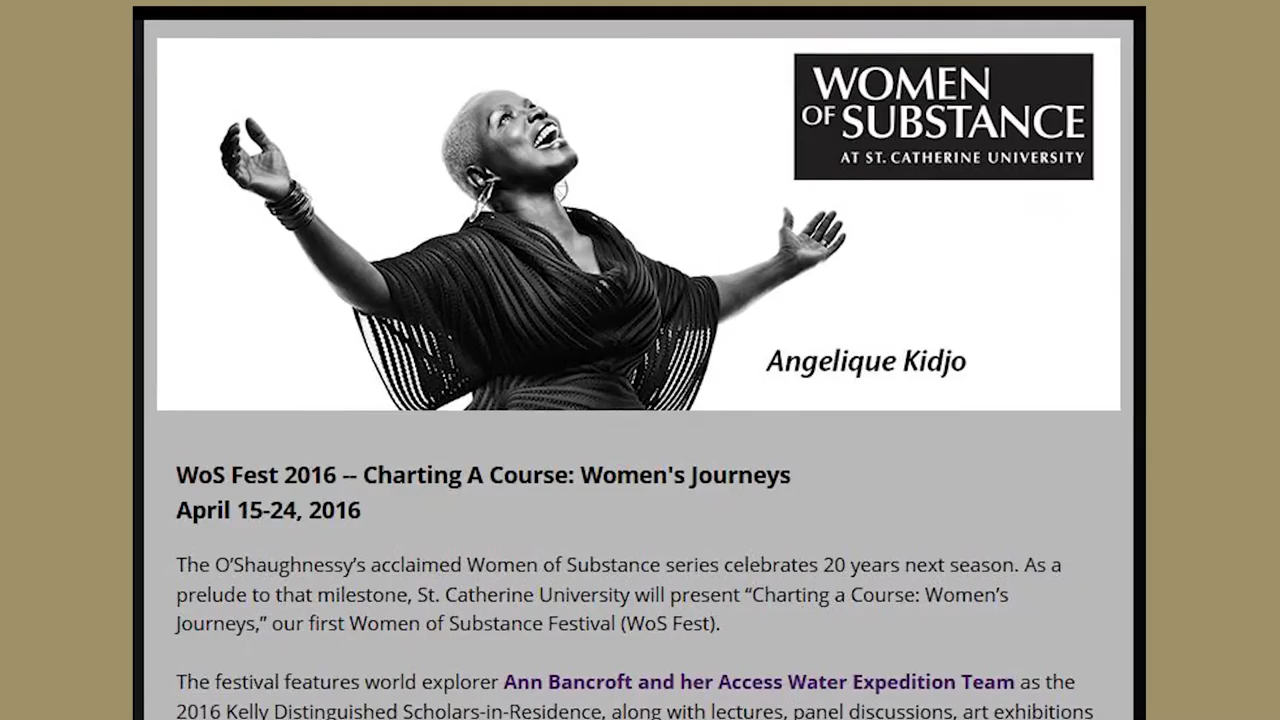 WOMEN
OF SUBSTANCE
AT ST. CATHERINE UNIVERSITY
Angelique Kidjo
WoS Fest 2016 -- Charting A Course: Women's Journeys
April 15-24, 2016
The O’Shaughnessy’s acclaimed Women of Substance series celebrates 20 years next season. As a
prelude to that milestone, St. Catherine University will present “Charting a Course: Women’s
Journeys,” our first Women of Substance Festival (WoS Fest).
The festival features world explorer Ann Bancroft and her Access Water Expedition Team as the
2016 Kelly Distinguished Scholars-in-Residence, along with lectures, panel discussions, art exhibitions